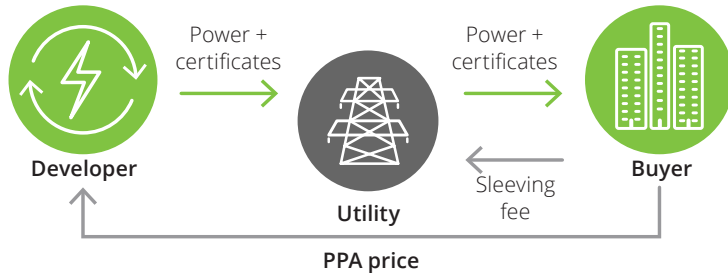 Power +
certificates
Power +
certificates
Developer
Buyer
Sleeving
fee
Utility
PPA price